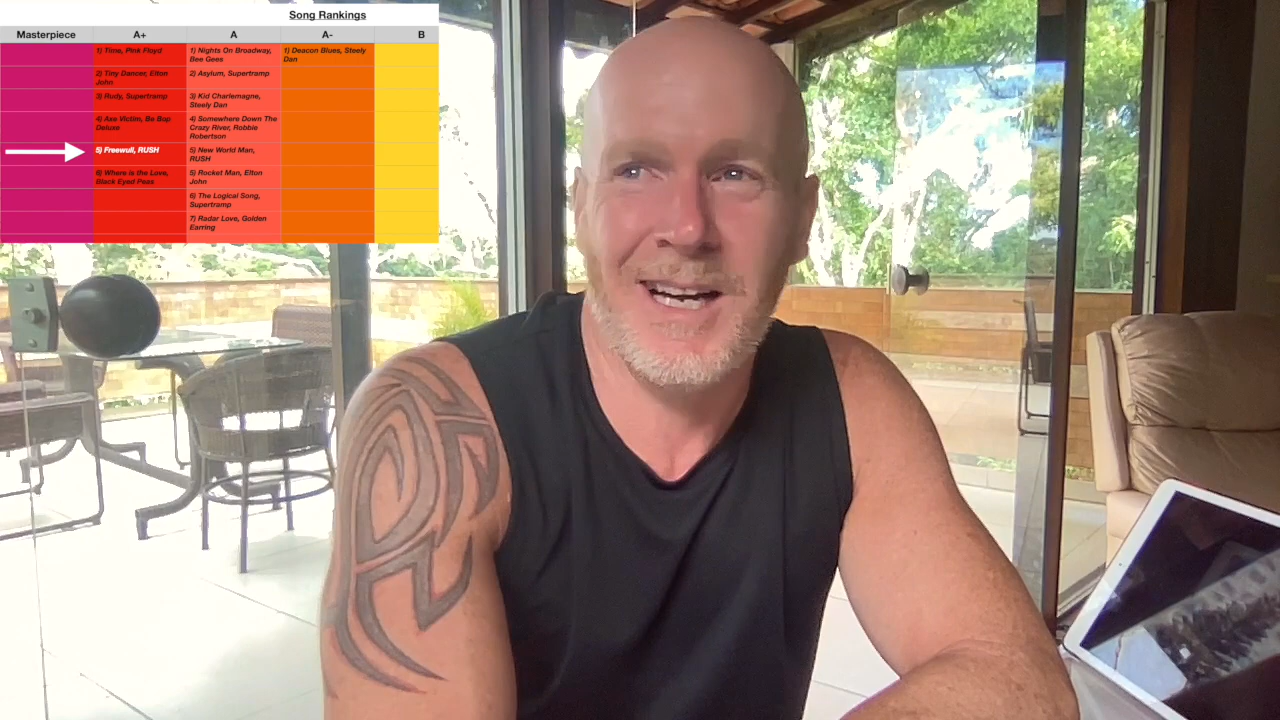 Song Rankings
Masterpiece A+ A A- B
1) Time, Pink Floyd
2) Tiny Dancer, Elton
John
3) Rudy, Supertramp
4) Axe Victim, Be Bop
Deluxe
5) Freewull, RUSH
6) Where is the Love,
Black Eyed Peas
1) Nights On Broadway,
Bee Gees
2) Asylum, Supertramp
3) Kid Charlemagne,
Steely Dan
4) Somewhere Down The
Crazy River, Robbie
Robertson
5) New World Man,
RUSH
5) Rocket Man, Elton
John
6) The Logical Song,
Supertramp
7) Radar Love, Golden
Earring
1) Deacon Blues, Steely
Dan